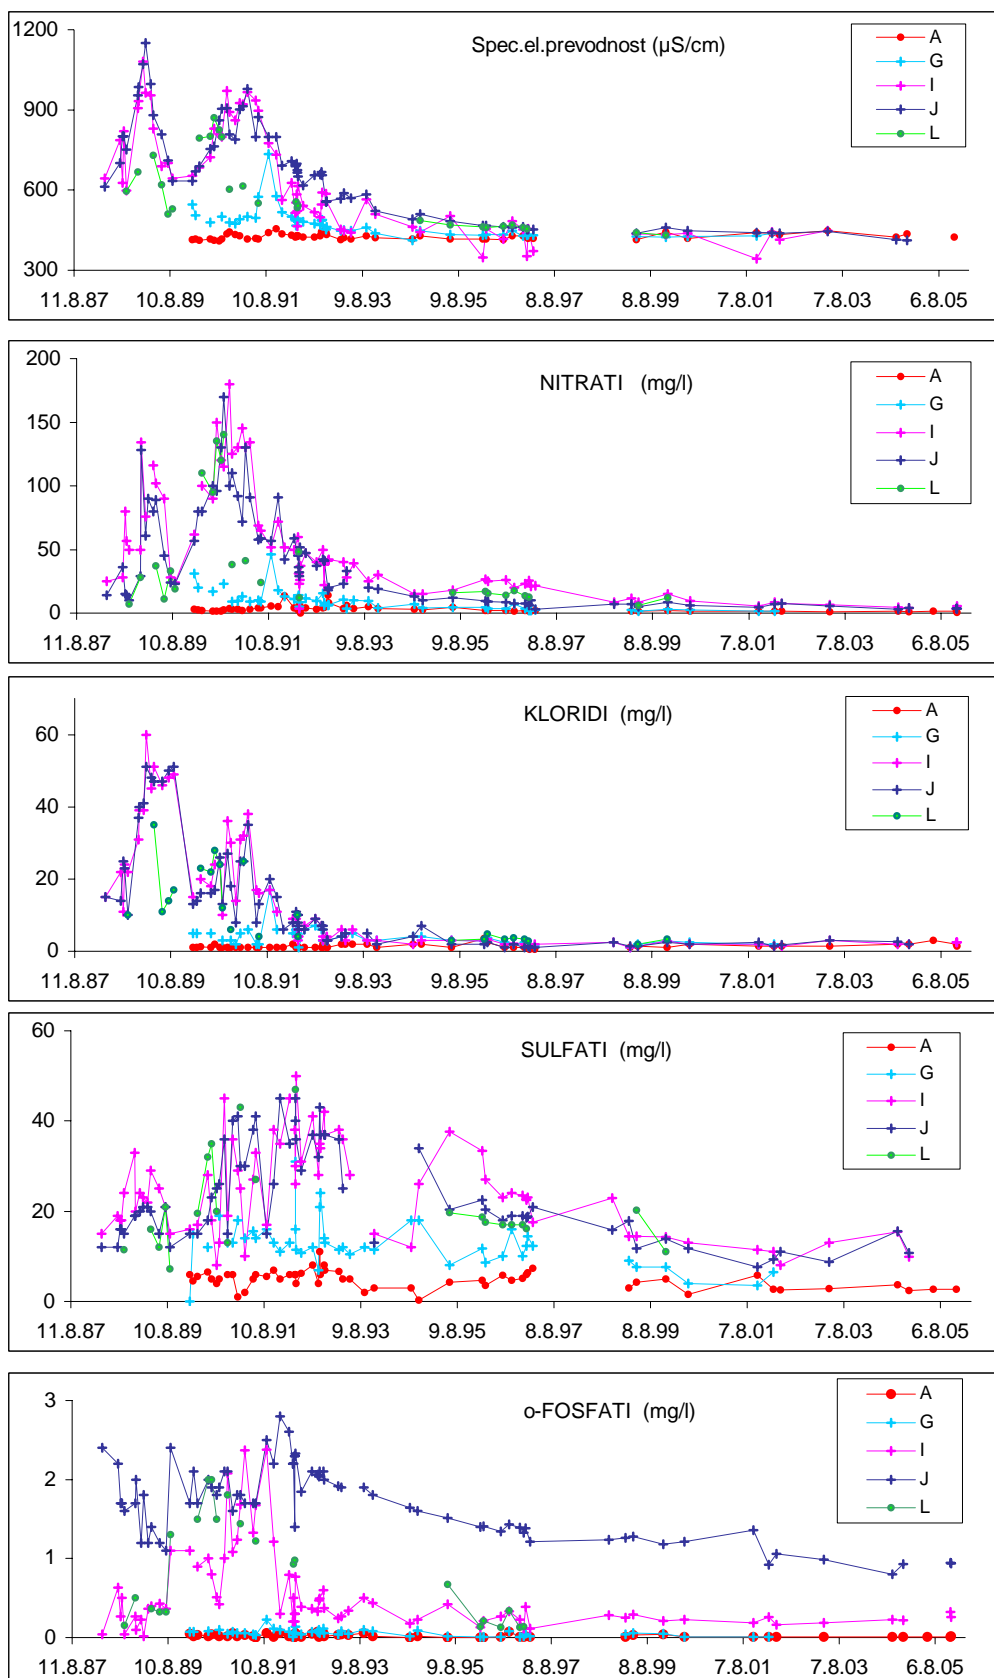 Spec.el.prevodnost (µS/cm)
1200
900
600
300
A
G
I
J
L
11.8.87 10.8.89 10.8.91 9.8.93 9.8.95 8.8.97 8.8.99 7.8.01 7.8.03 6.8.05
NITRATI (mg/l)
200
150
100
50
0
A
G
I
J
L
11.8.87 10.8.89 10.8.91 9.8.93 9.8.95 8.8.97 8.8.99 7.8.01 7.8.03 6.8.05
KLORIDI (mg/l)
60
40
20
0
A
G
I
J
L
11.8.87 10.8.89 10.8.91 9.8.93 9.8.95 8.8.97 8.8.99 7.8.01 7.8.03 6.8.05
SULFATI (mg/l)
60
40
20
0
A
G
I
J
L
11.8.87 10.8.89 10.8.91 9.8.93 9.8.95 8.8.97 8.8.99 7.8.01 7.8.03 6.8.05
o-FOSFATI (mg/l)
3
2
1
0
A
G
I
J
L
11.8.87 10.8.89 10.8.91 9.8.93 9.8.95 8.8.97 8.8.99 7.8.01 7.8.03 6.8.05